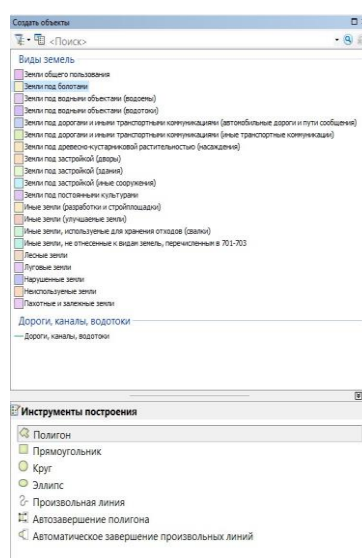 Создать объекты
<Поиск>
Виды земель
Земли общего пользования
Земли под болотами
Земли под водными объектами (водоемы)
Земли под водными объектами (водотоки)
Земли под дорогами и иными транспортными коммуникациями (автомобильные дороги и пути сообщения)
Земли под дорогами и иными транспортными коммуникациями (иные транспортные коммуникации)
Земли под древесно-кустарниковой растительностью (насаждения)
Земли под застройкой (дворы)
Земли под застройкой (здания)
Земли под застройкой (иные сооружения)
Земли под постоянными культурами
Иные земли (разработки и стройплощадки)
Иные земли (улучшаемые земли)
Иные земли, используемые для хранения отходов (свалки)
Иные земли, не отнесенные к видам земель, перечисленным в 701-703
Лесные земли
Луговые земли
Нарушенные земли
Неиспользуемые земли
Пахотные и залежные земли
Дороги, каналы, водотоки
Дороги, каналы, водотоки
Инструменты построения
Полигон
Прямоугольник
Круг
Эллипс
Произвольная линия
Автозавершение полигона
Автоматическое завершение произвольных линий